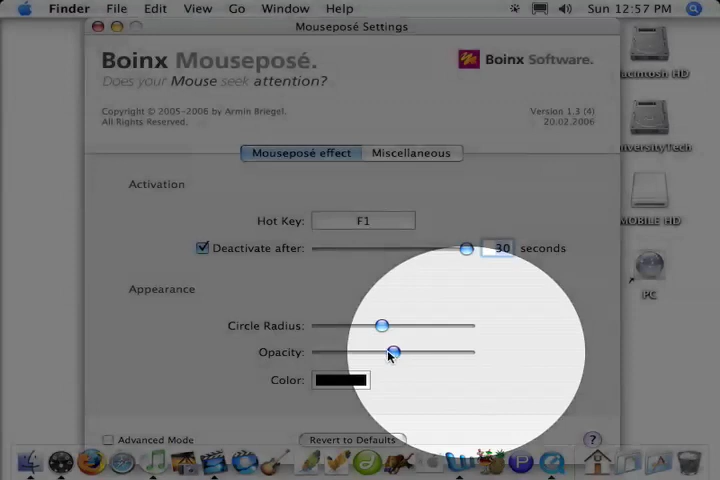 Finder File Edit View Go Window Help Sun 12:57 PM
Mouseposé Settings
Boinx Mouseposé.
Does your Mouse seek attention?
Boinx Software.
Copyright © 2005-2006 by Armin Briegel.
All Rights Reserved.
Version 1.3 (4)
20.02.2006
Mouseposé effect Miscellaneous
Activation
Hot Key: F1
Deactivate after: 30 seconds
Appearance
Circle Radius:
Opacity:
Color:
Advanced Mode Revert to Defaults ?
acintosh HD
niversityTech
MOBILE HD
PC